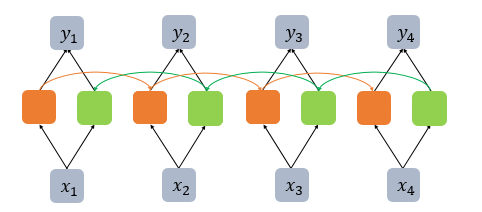 y₁ y₂ y₃ y₄
x₁ x₂ x₃ x₄